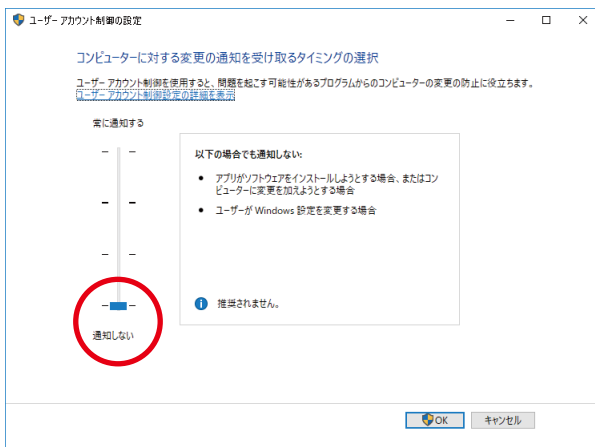 ユーザー アカウント制御の設定
コンピューターに対する変更の通知を受け取るタイミングの選択
ユーザー アカウント制御を使用すると、問題を起こす可能性があるプログラムからのコンピューターの変更の防止に役立ちます。
ユーザー アカウント制御設定の詳細を表示
常に通知する
以下の場合でも通知しない:
• アプリがソフトウェアをインストールしようとする場合、またはコン
ピューターに変更を加えようとする場合
• ユーザーが Windows 設定を変更する場合
推奨されません。
通知しない
OK キャンセル